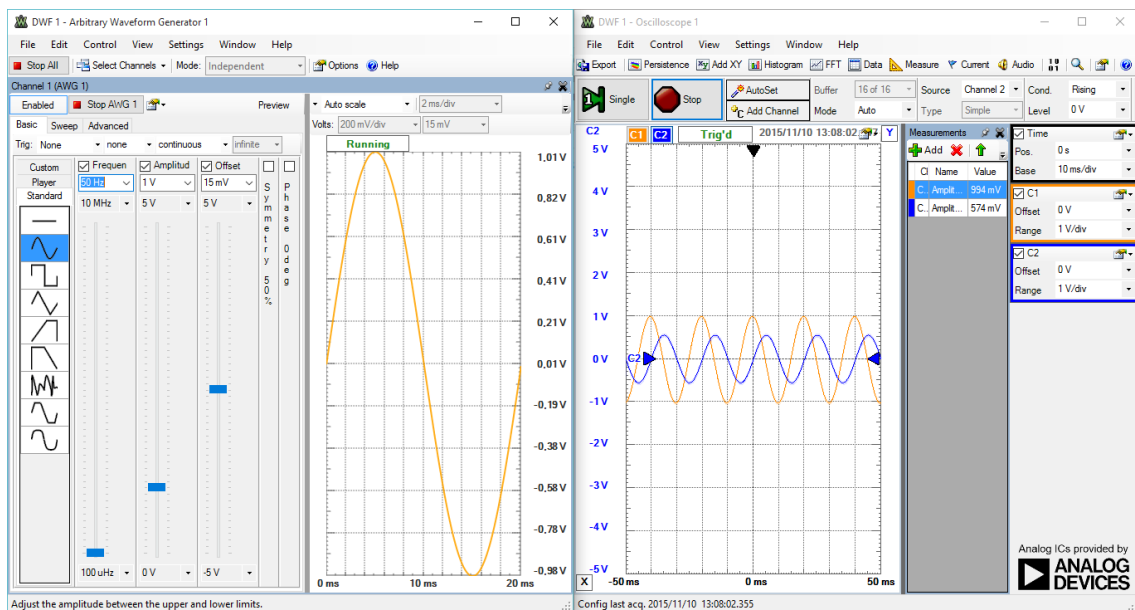 DWF 1 - Arbitrary Waveform Generator 1
File Edit Control View Settings Window Help
Stop All Select Channels Mode: Independent Options Help
Channel 1 (AWG 1)
Enabled Stop AWG 1 Preview
Basic Sweep Advanced
Trig: None none continuous infinite
Custom
Player
Standard
Frequen Amplitud Offset
50 Hz 1 V 15 mV
10 MHz 5 V 5 V
Symmetry 50%
Phase 0 deg
100 uHz 0 V -5 V
Auto scale 2 ms/div
Volts: 200 mV/div 15 mV
Running
1,01 V
0,82 V
0,61 V
0,41 V
0,21 V
0,01 V
-0,19 V
-0,38 V
-0,58 V
-0,78 V
-0,98 V
0 ms 10 ms 20 ms
Adjust the amplitude between the upper and lower limits.
DWF 1 - Oscilloscope 1
File Edit Control View Settings Window Help
Export Persistence Add XY Histogram FFT Data Measure Current Audio
Single Stop AutoSet Buffer 16 of 16 Source Channel 2 Cond. Rising
Add Channel Mode Auto Type Simple Level 0 V
C2 C1 C2 Trig'd 2015/11/10 13:08:02 Y
5 V
4 V
3 V
2 V
1 V
0 V
-1 V
-2 V
-3 V
-4 V
-5 V
C2
X -50 ms 0 ms 50 ms
Measurements
Add
Name Value
C.. Amplit... 994 mV
C.. Amplit... 574 mV
Time
Pos. 0 s
Base 10 ms/div
C1
Offset 0 V
Range 1 V/div
C2
Offset 0 V
Range 1 V/div
Analog ICs provided by
ANALOG
DEVICES
Config last acq. 2015/11/10 13:08:02.355